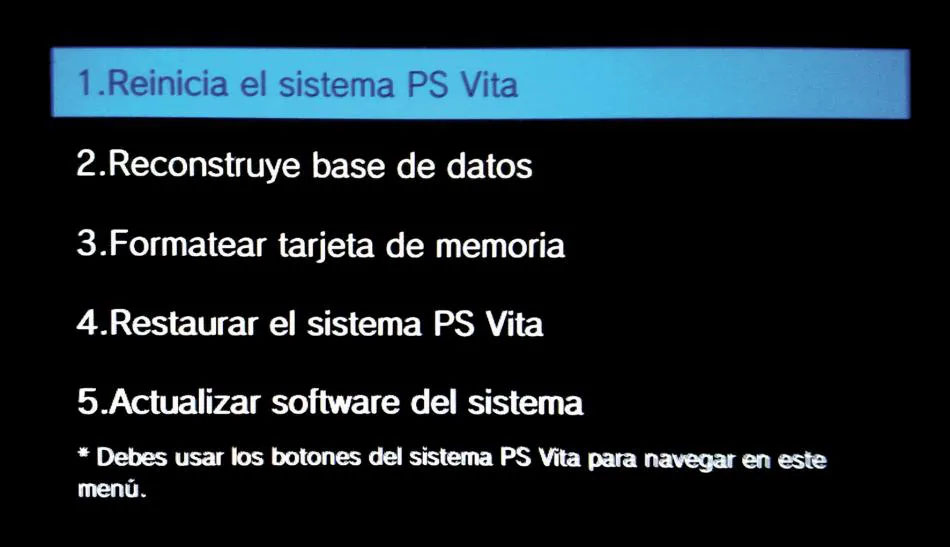 1.Reinicia el sistema PS Vita
2.Reconstruye base de datos
3.Formatear tarjeta de memoria
4.Restaurar el sistema PS Vita
5.Actualizar software del sistema
* Debes usar los botones del sistema PS Vita para navegar en este
menú.